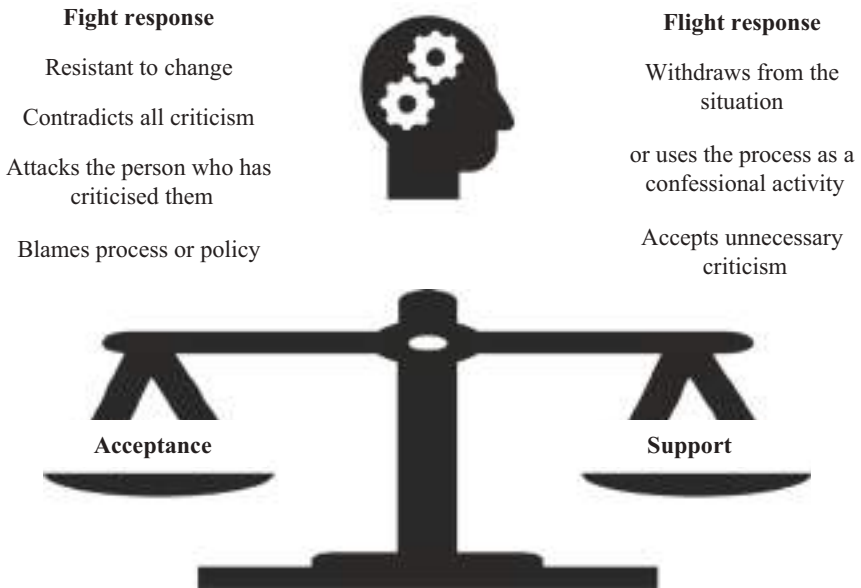 Fight response
Resistant to change
Contradicts all criticism
Attacks the person who has
criticised them
Blames process or policy
Flight response
Withdraws from the
situation
or uses the process as a
confessional activity
Accepts unnecessary
criticism
Acceptance
Support